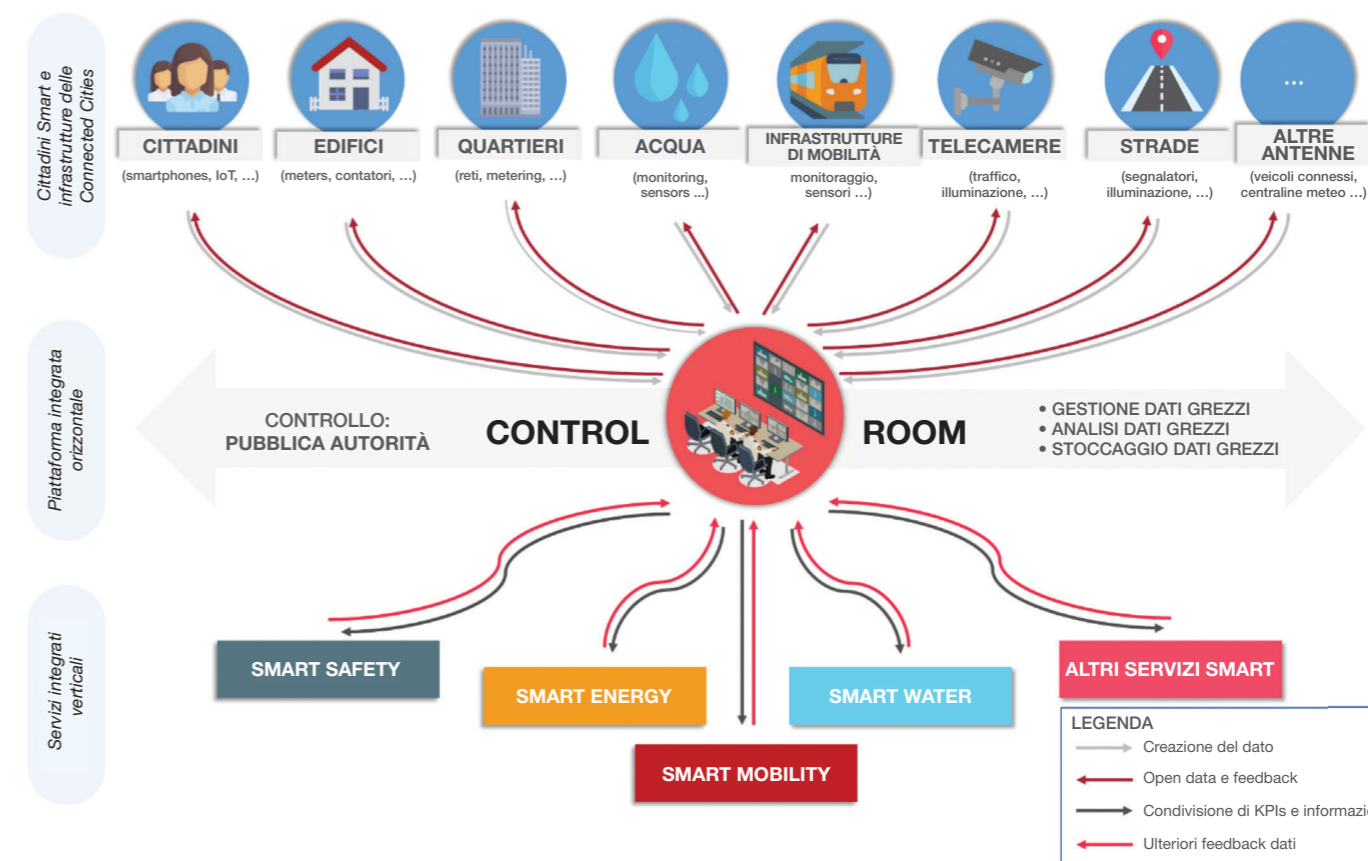 Cittadini Smart e
infrastrutture delle
Connected Cities
CITTADINI
(smartphones, IoT, ...)
EDIFICI
(meters, contatori, ...)
QUARTIERI
(reti, metering, ...)
ACQUA
(monitoring,
sensors ...)
INFRASTRUTTURE
DI MOBILITÀ
monitoraggio,
sensori ...)
TELECAMERE
(traffico,
illuminazione, ...)
STRADE
(segnalatori,
illuminazione, ...)
...
ALTRE
ANTENNE
(veicoli connessi,
centraline meteo ...)
Piattaforma integrata
orizzontale
CONTROLLO:
PUBBLICA AUTORITÀ
CONTROL ROOM
• GESTIONE DATI GREZZI
• ANALISI DATI GREZZI
• STOCCAGGIO DATI GREZZI
Servizi integrati
verticali
SMART SAFETY
SMART ENERGY
SMART MOBILITY
SMART WATER
ALTRI SERVIZI SMART
LEGENDA
Creazione del dato
Open data e feedback
Condivisione di KPIs e informazio
Ulteriori feedback dati